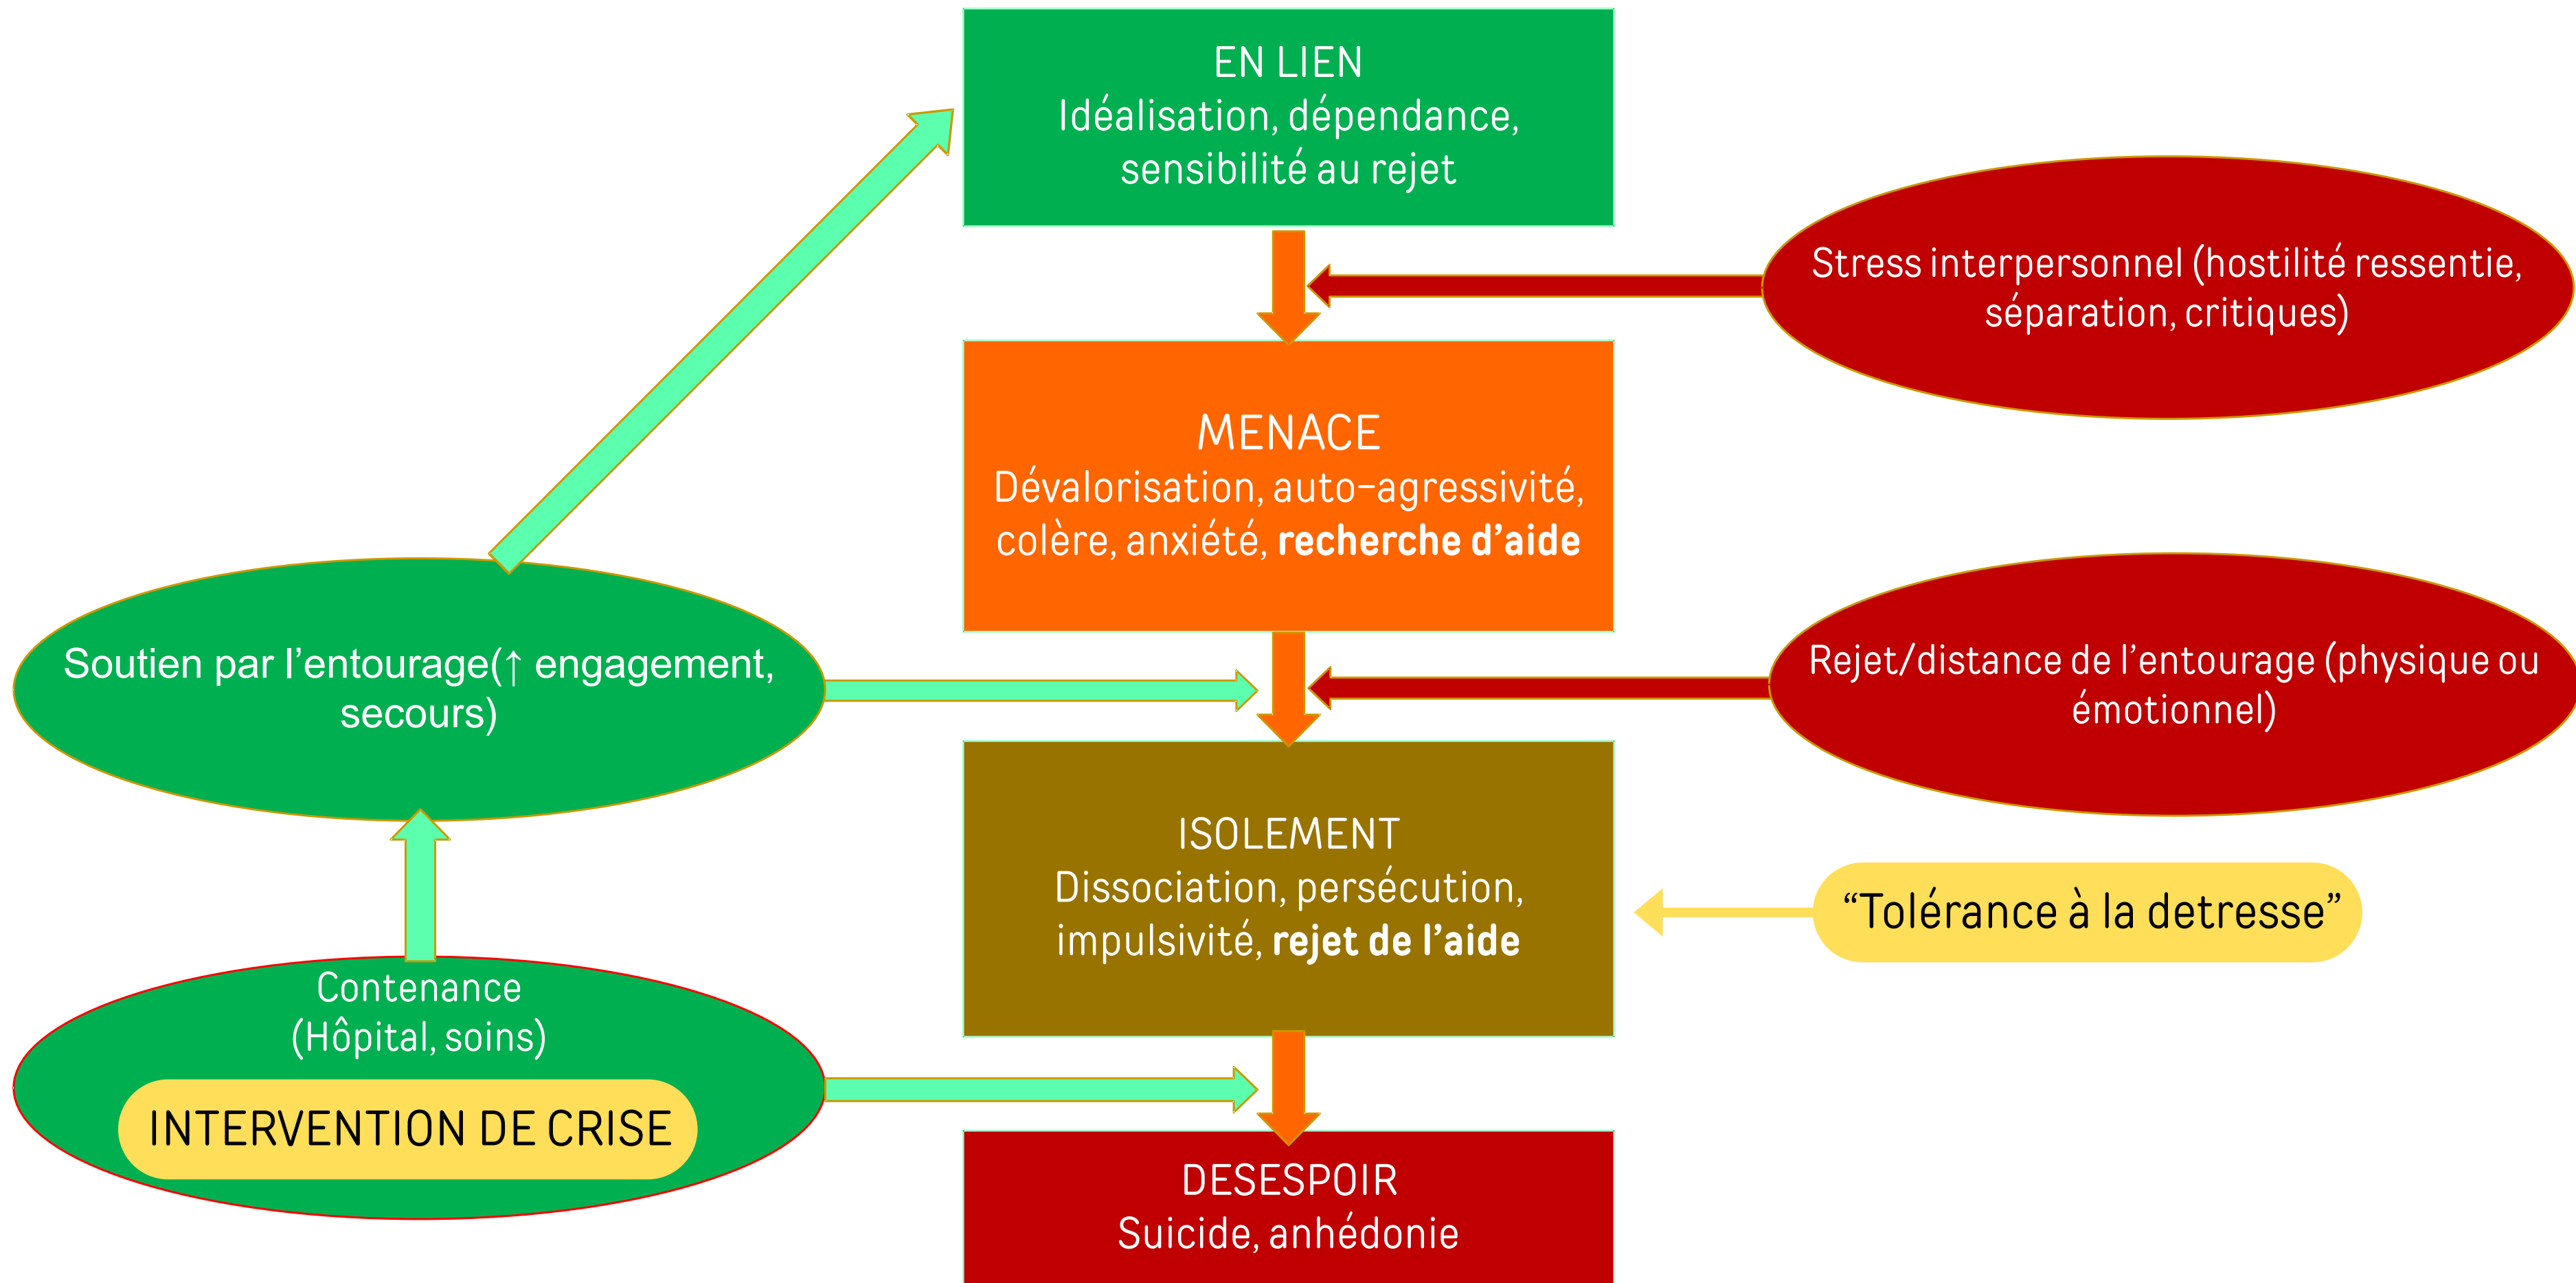 EN LIEN
Idéalisation, dépendance,
sensibilité au rejet
Stress interpersonnel (hostilité ressentie,
séparation, critiques)
MENACE
Dévalorisation, auto-agressivité,
colère, anxiété, recherche d’aide
Soutien par l’entourage(↑ engagement,
secours)
Rejet/distance de l’entourage (physique ou
émotionnel)
ISOLEMENT
Dissociation, persécution,
impulsivité, rejet de l’aide
“Tolérance à la detresse”
Contenance
(Hôpital, soins)
INTERVENTION DE CRISE
DESESPOIR
Suicide, anhédonie